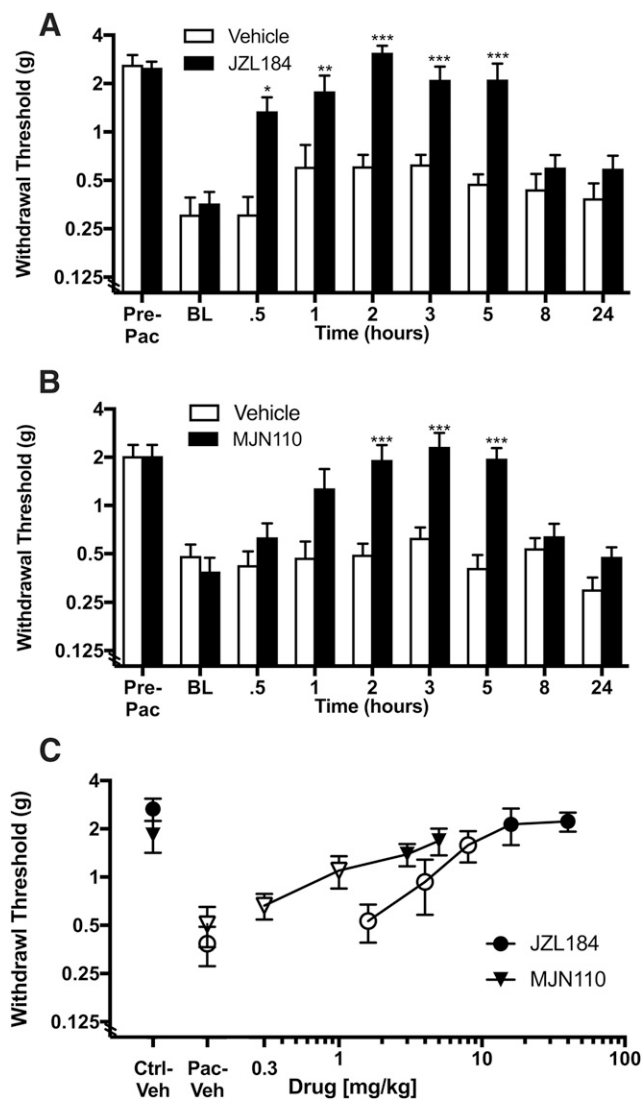 A
Withdrawal Threshold (g)
4
2
1
0.5
0.25
0.125
Vehicle
JZL184
*
**
***
***
***
Pre-Pac BL .5 1 2 3 5 8 24
Time (hours)
B
Withdrawal Threshold (g)
4
2
1
0.5
0.25
0.125
Vehicle
MJN110
***
***
***
Pre-Pac BL .5 1 2 3 5 8 24
Time (hours)
C
Withdrawl Threshold (g)
4
2
1
0.5
0.25
0.125
JZL184
MJN110
Ctrl-Veh Pac-Veh 0.3 1 10 100
Drug [mg/kg]